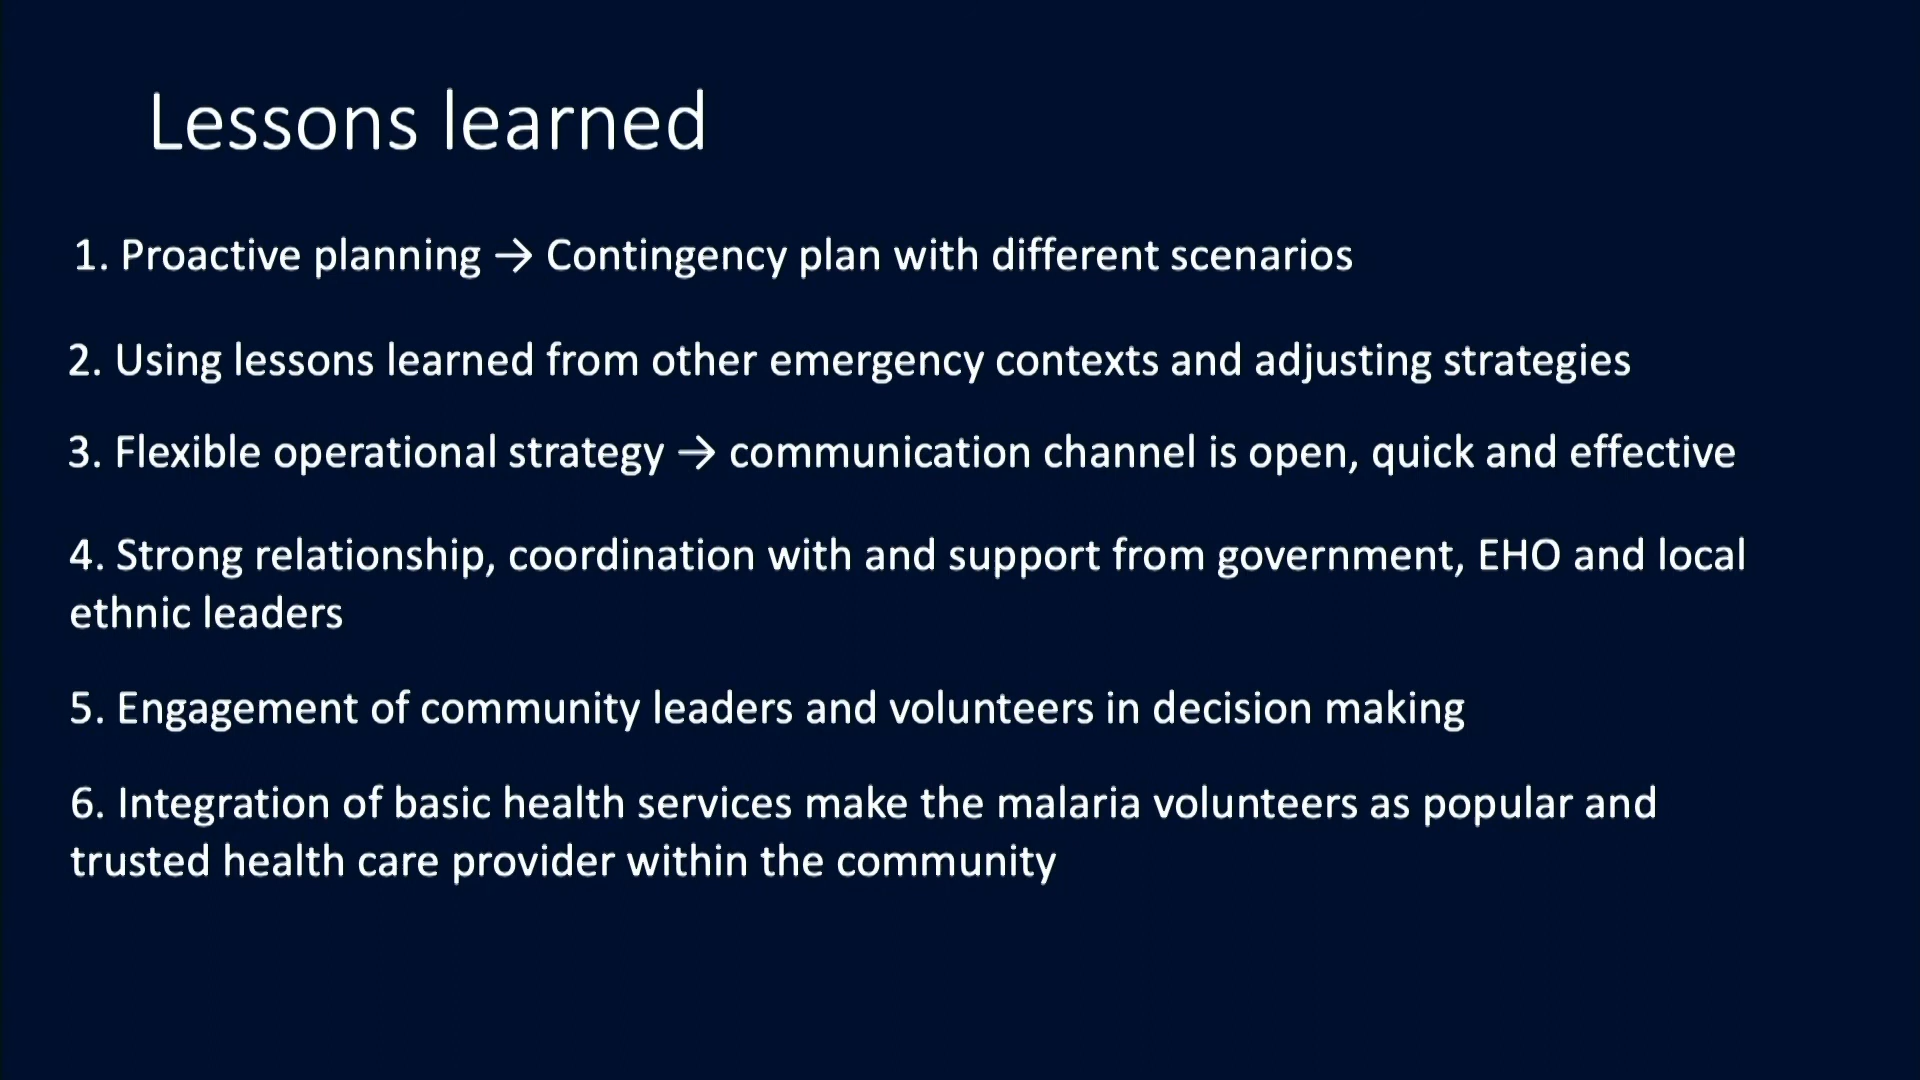 Lessons learned
1. Proactive planning → Contingency plan with different scenarios
2. Using lessons learned from other emergency contexts and adjusting strategies
3. Flexible operational strategy → communication channel is open, quick and effective
4. Strong relationship, coordination with and support from government, EHO and local
ethnic leaders
5. Engagement of community leaders and volunteers in decision making
6. Integration of basic health services make the malaria volunteers as popular and
trusted health care provider within the community